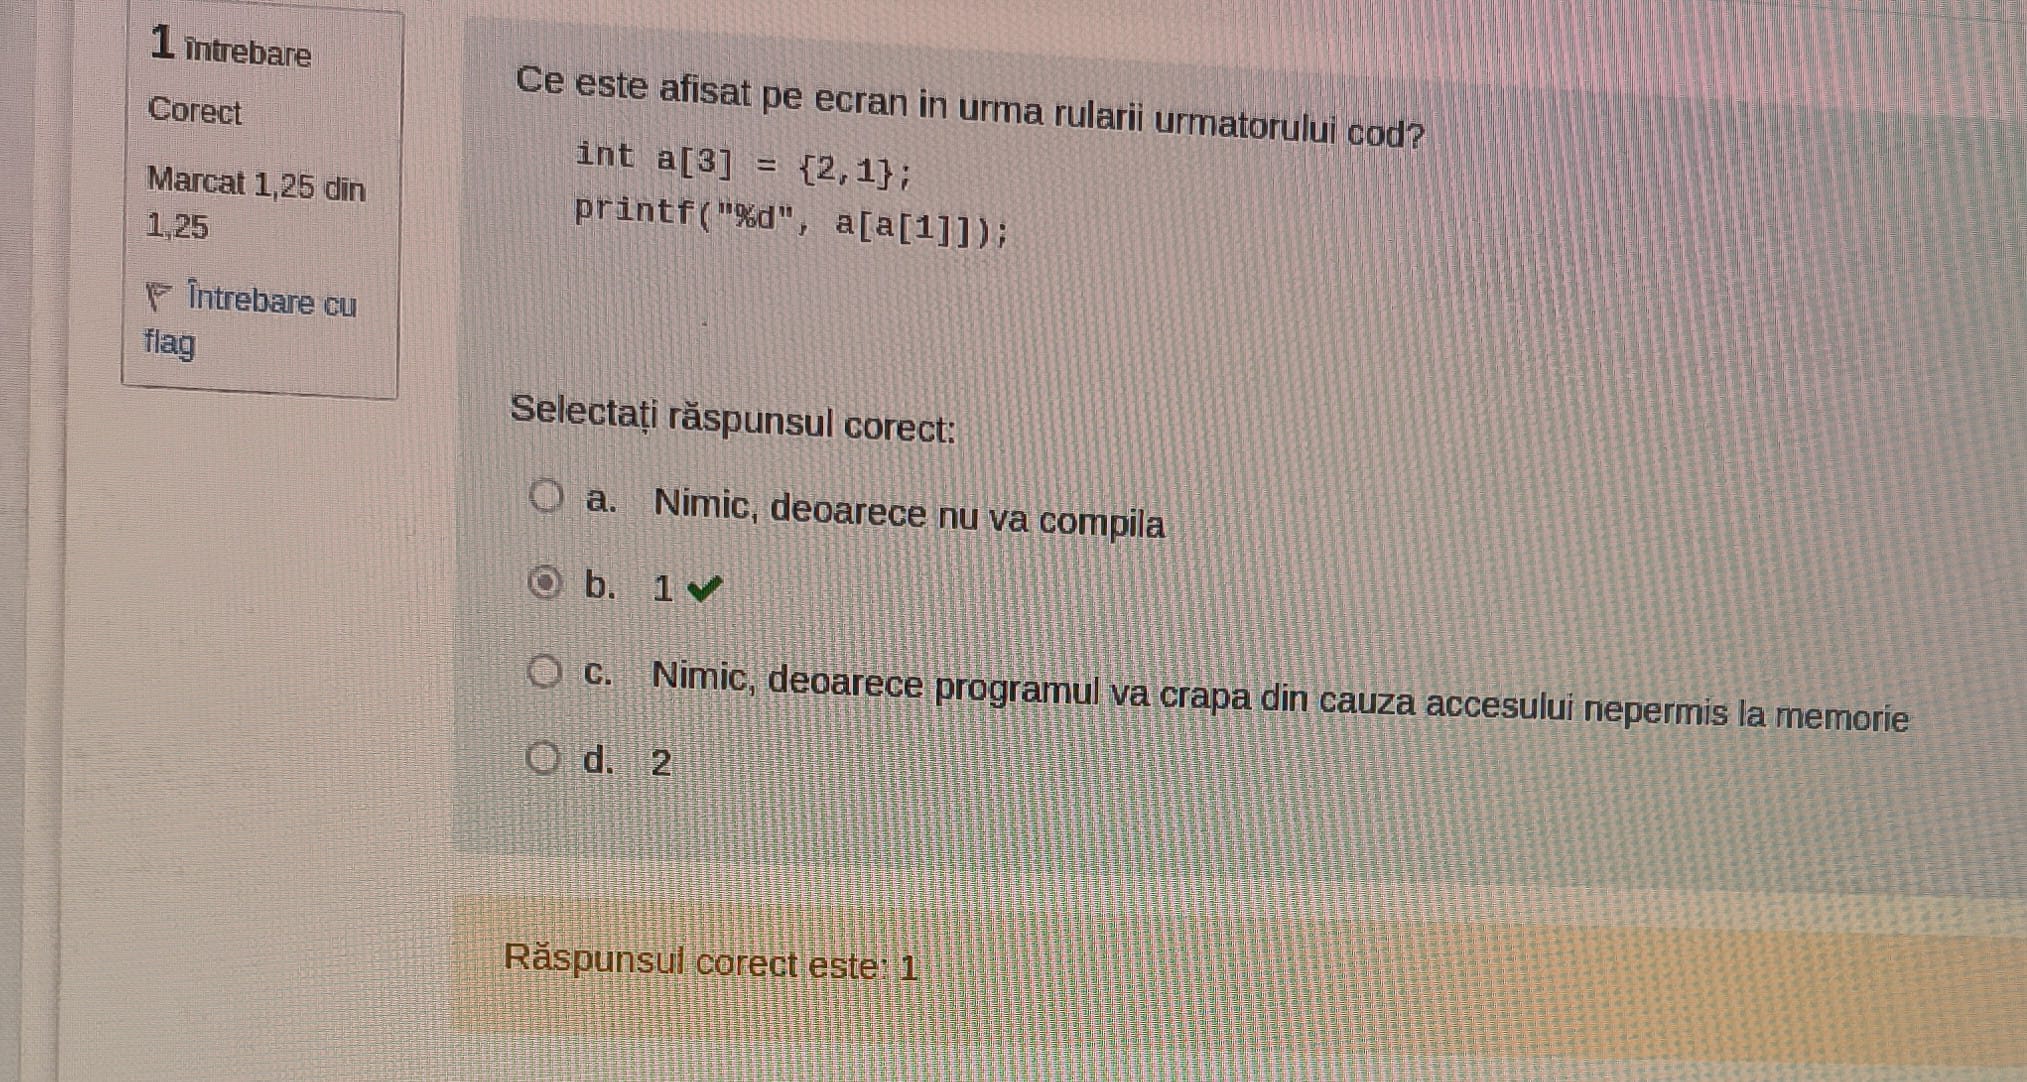 1 întrebare
Corect
Marcat 1,25 din
1,25
Întrebare cu
flag
Ce este afisat pe ecran in urma rularii urmatorului cod?
int a[3] = {2,1};
printf("%d", a[a[1]]);
Selectați răspunsul corect:
a. Nimic, deoarece nu va compila
b. 1
c. Nimic, deoarece programul va crapa din cauza accesului nepermis la memorie
d. 2
Răspunsul corect este: 1